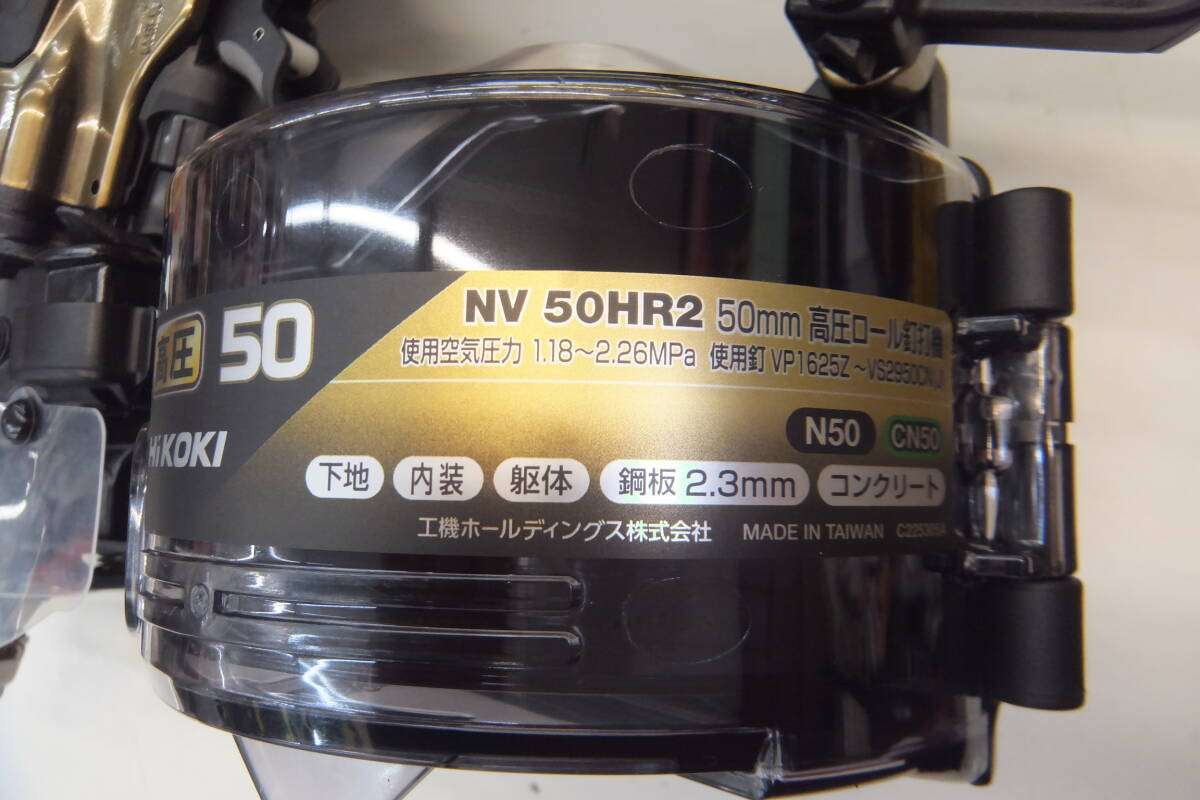 高圧 50
HiKOKI
NV 50HR2 50mm 高圧ロール釘打機
使用空気圧力 1.18～2.26MPa 使用釘 VP1625Z～VS2950CN
N50 CN50
下地 内装 躯体 鋼板 2.3mm コンクリート
工機ホールディングス株式会社 MADE IN TAIWAN